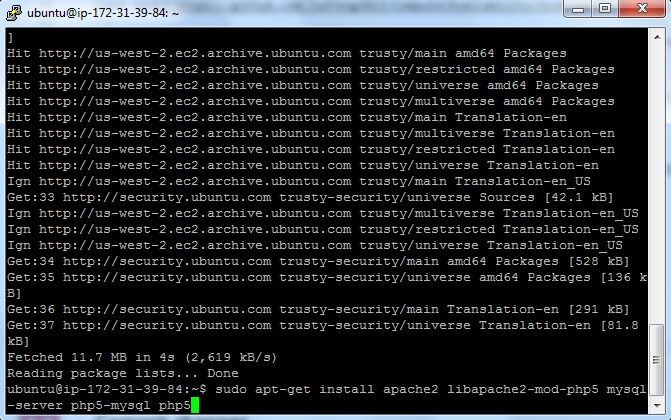 ubuntu@ip-172-31-39-84: ~
]
Hit http://us-west-2.ec2.archive.ubuntu.com trusty/main amd64 Packages
Hit http://us-west-2.ec2.archive.ubuntu.com trusty/restricted amd64 Packages
Hit http://us-west-2.ec2.archive.ubuntu.com trusty/universe amd64 Packages
Hit http://us-west-2.ec2.archive.ubuntu.com trusty/multiverse amd64 Packages
Hit http://us-west-2.ec2.archive.ubuntu.com trusty/main Translation-en
Hit http://us-west-2.ec2.archive.ubuntu.com trusty/multiverse Translation-en
Hit http://us-west-2.ec2.archive.ubuntu.com trusty/restricted Translation-en
Hit http://us-west-2.ec2.archive.ubuntu.com trusty/universe Translation-en
Ign http://us-west-2.ec2.archive.ubuntu.com trusty/main Translation-en_US
Get:33 http://security.ubuntu.com trusty-security/universe Sources [42.1 kB]
Ign http://us-west-2.ec2.archive.ubuntu.com trusty/multiverse Translation-en_US
Ign http://us-west-2.ec2.archive.ubuntu.com trusty/restricted Translation-en_US
Ign http://us-west-2.ec2.archive.ubuntu.com trusty/universe Translation-en_US
Get:34 http://security.ubuntu.com trusty-security/main amd64 Packages [528 kB]
Get:35 http://security.ubuntu.com trusty-security/universe amd64 Packages [136 k
B]
Get:36 http://security.ubuntu.com trusty-security/main Translation-en [291 kB]
Get:37 http://security.ubuntu.com trusty-security/universe Translation-en [81.8
kB]
Fetched 11.7 MB in 4s (2,619 kB/s)
Reading package lists... Done
ubuntu@ip-172-31-39-84:~$ sudo apt-get install apache2 libapache2-mod-php5 mysql
-server php5-mysql php5